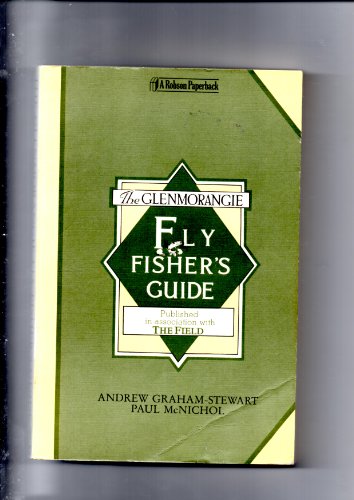 A Robson Paperback
The GLENMORANGIE
FLY
FISHER'S
GUIDE
Published
in association with
THE FIELD
ANDREW GRAHAM-STEWART
PAUL McNICHOL